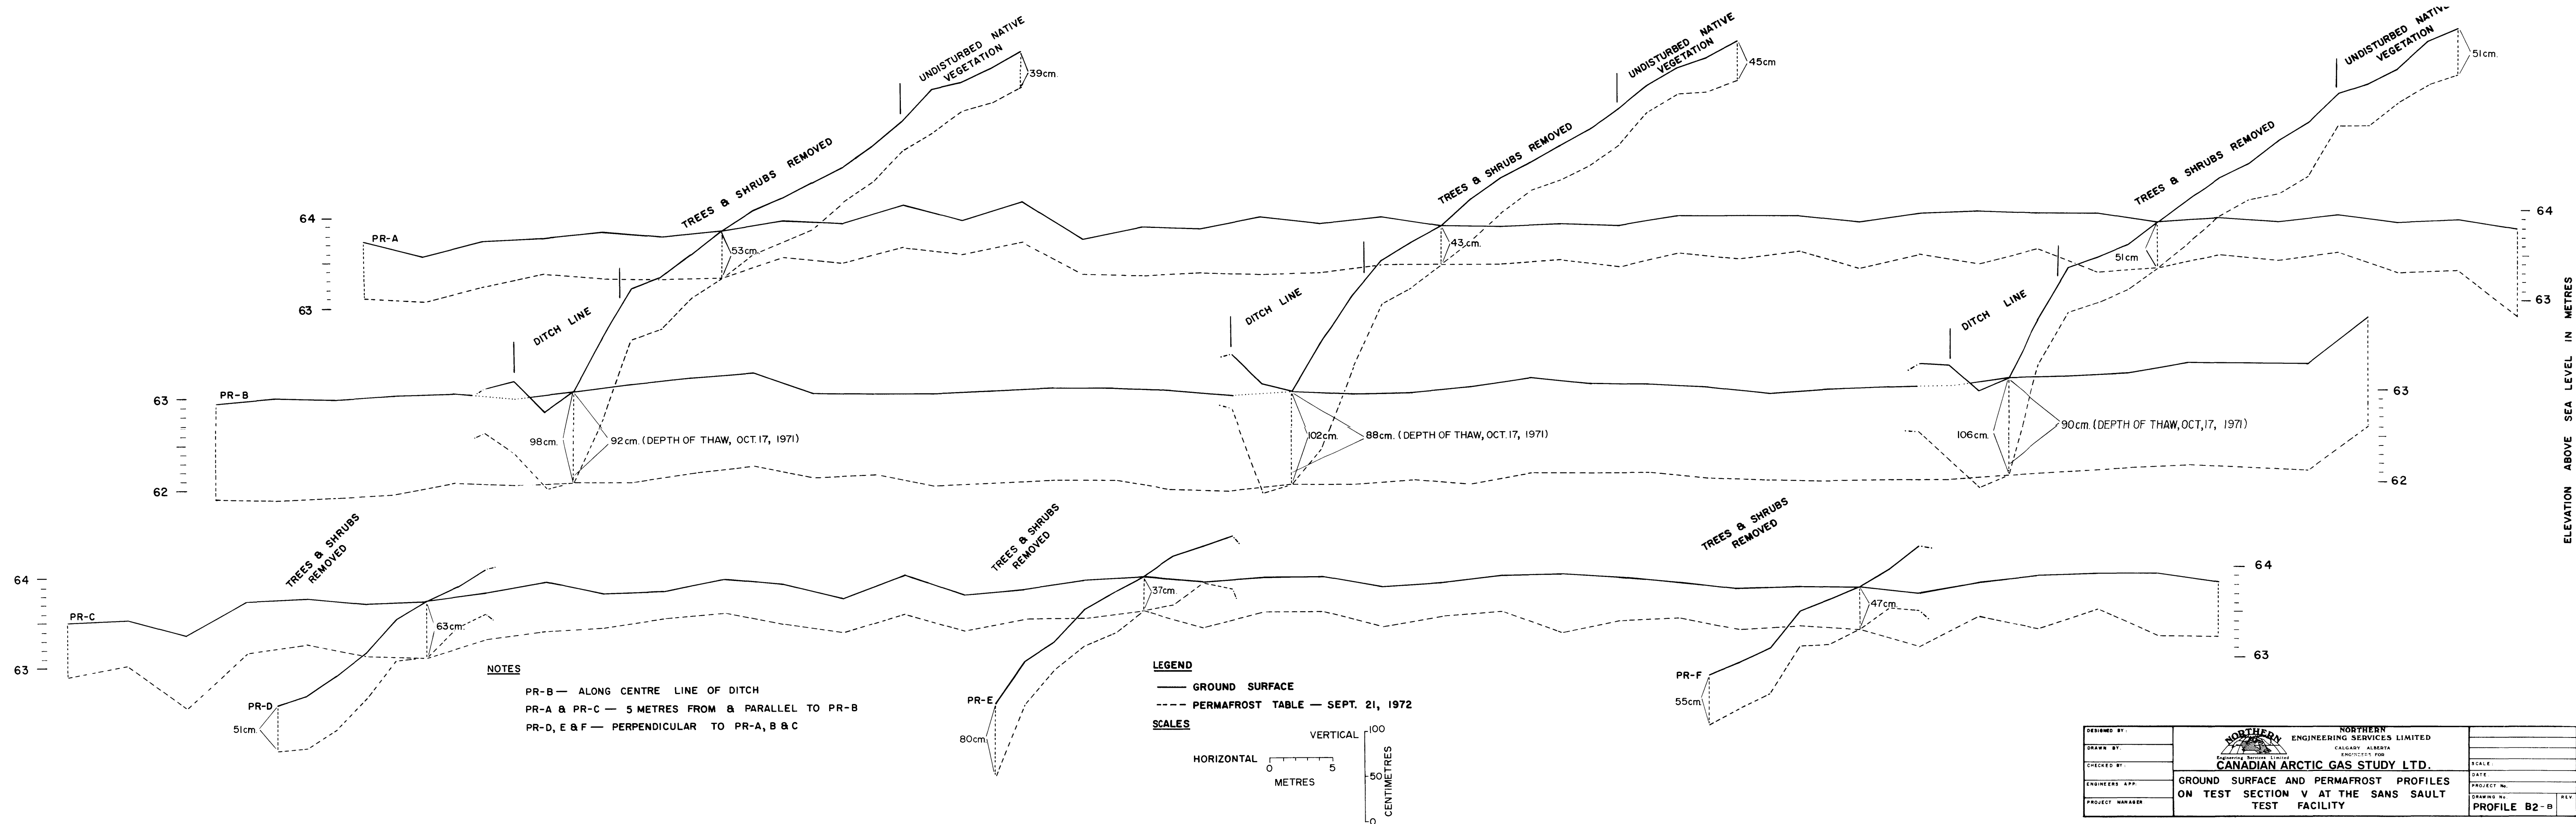 UNDISTURBED NATIVE
VEGETATION
39cm.
UNDISTURBED NATIVE
VEGETATION
45cm
UNDISTURBED NATIVE
VEGETATION
51cm.
TREES & SHRUBS REMOVED
TREES & SHRUBS REMOVED
TREES & SHRUBS REMOVED
64
PR-A
53cm.
43cm.
51cm
64
63
63
DITCH LINE
DITCH LINE
DITCH LINE
ELEVATION ABOVE SEA LEVEL IN METRES
63
PR-B
63
98cm.
92cm. (DEPTH OF THAW, OCT. 17, 1971)
102cm.
88cm. (DEPTH OF THAW, OCT. 17, 1971)
106cm.
90cm. (DEPTH OF THAW, OCT, 17, 1971)
62
62
TREES & SHRUBS
REMOVED
TREES & SHRUBS
REMOVED
TREES & SHRUBS
REMOVED
64
64
PR-C
63cm.
37cm.
47cm.
63
63
PR-D
51cm.
PR-E
80cm.
PR-F
55cm.
NOTES
PR-B — ALONG CENTRE LINE OF DITCH
PR-A & PR-C — 5 METRES FROM & PARALLEL TO PR-B
PR-D, E & F — PERPENDICULAR TO PR-A, B & C
LEGEND
GROUND SURFACE
PERMAFROST TABLE — SEPT. 21, 1972
SCALES
HORIZONTAL
0 5
METRES
VERTICAL
100
50
0
CENTIMETRES
DESIGNED BY:
DRAWN BY:
CHECKED BY:
ENGINEERS APP.
PROJECT MANAGER
NORTHERN
Engineering Services Limited
NORTHERN
ENGINEERING SERVICES LIMITED
CALGARY ALBERTA
ENGINEERS FOR
CANADIAN ARCTIC GAS STUDY LTD.
GROUND SURFACE AND PERMAFROST PROFILES
ON TEST SECTION V AT THE SANS SAULT
TEST FACILITY
SCALE:
DATE:
PROJECT No.
DRAWING No.
REV.
PROFILE B2-B